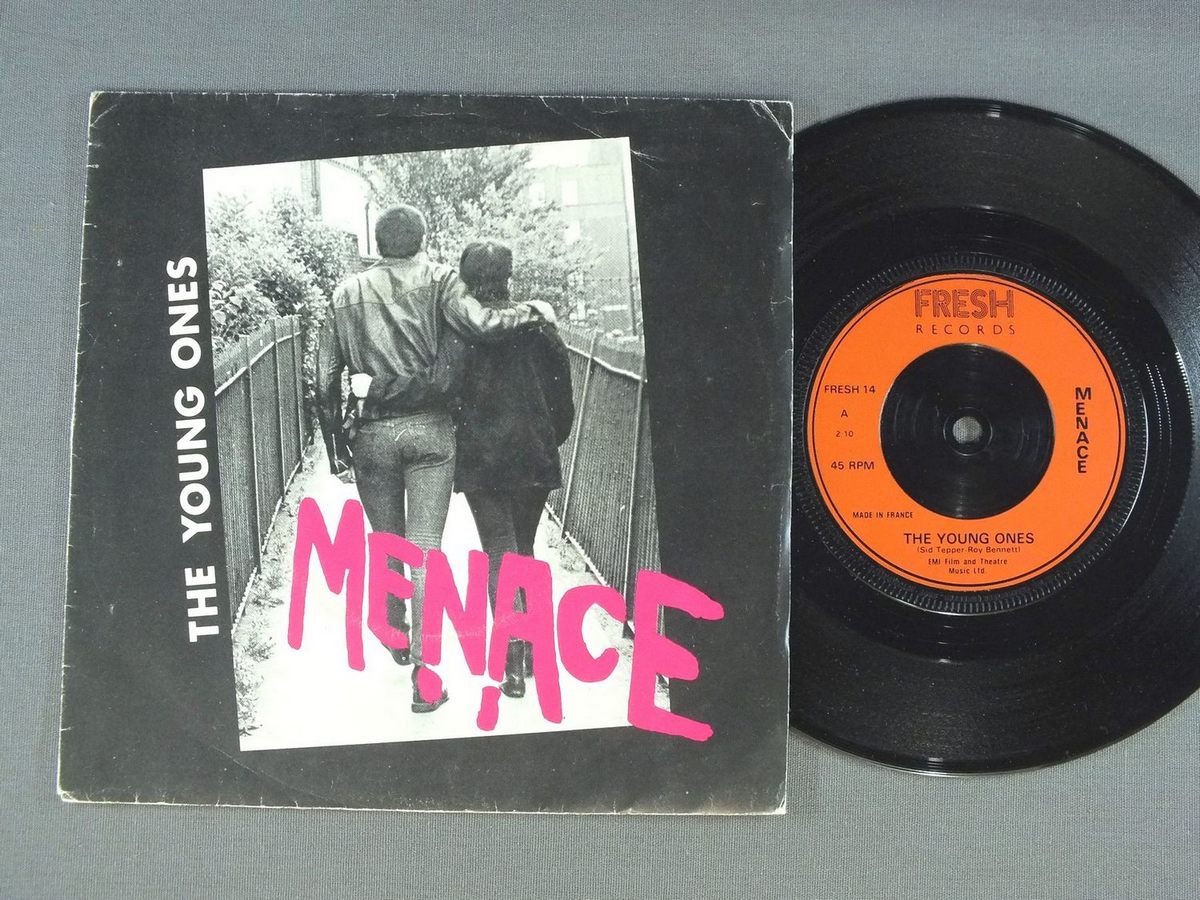 THE YOUNG ONES
MENACE
FRESH
RECORDS
FRESH 14
A
2.10
45 RPM
MENACE
MADE IN FRANCE
THE YOUNG ONES
(Sid Tepper-Roy Bennett)
EMI Film and Theatre
Music Ltd.